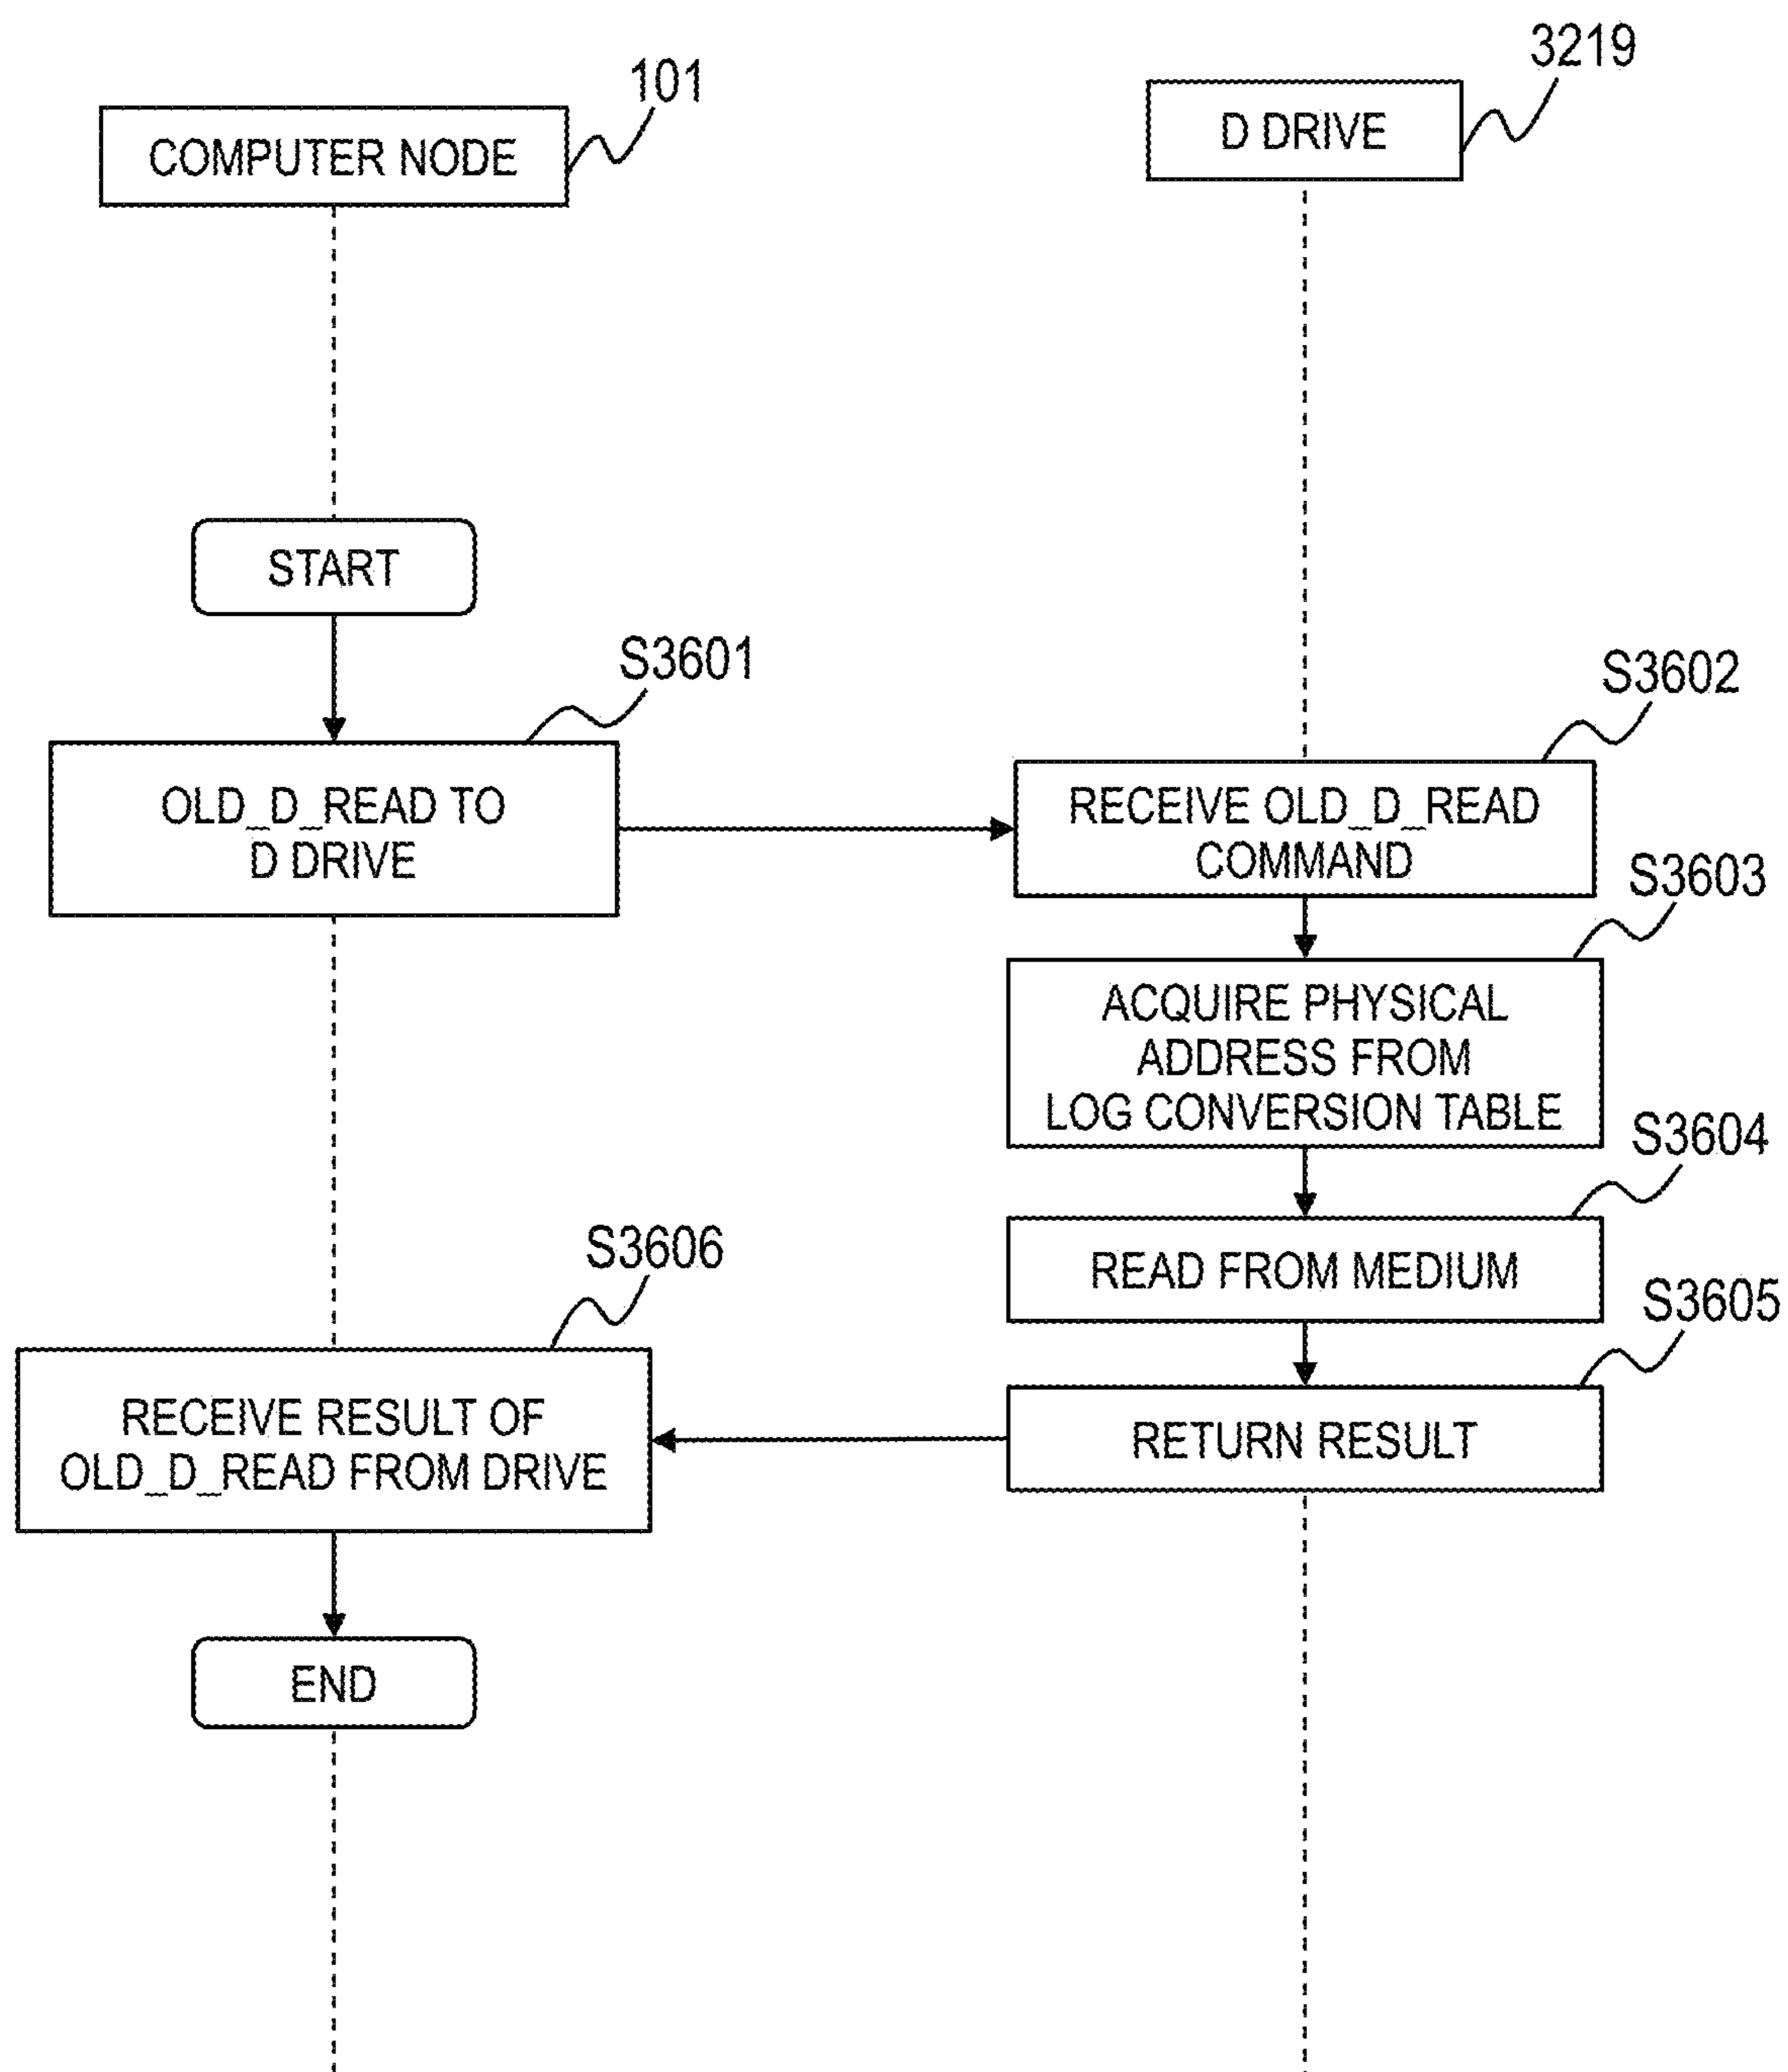 101
COMPUTER NODE
3219
D DRIVE
START
S3601
OLD_D_READ TO
D DRIVE
S3602
RECEIVE OLD_D_READ
COMMAND
S3603
ACQUIRE PHYSICAL
ADDRESS FROM
LOG CONVERSION TABLE
S3604
READ FROM MEDIUM
S3605
RETURN RESULT
S3606
RECEIVE RESULT OF
OLD_D_READ FROM DRIVE
END